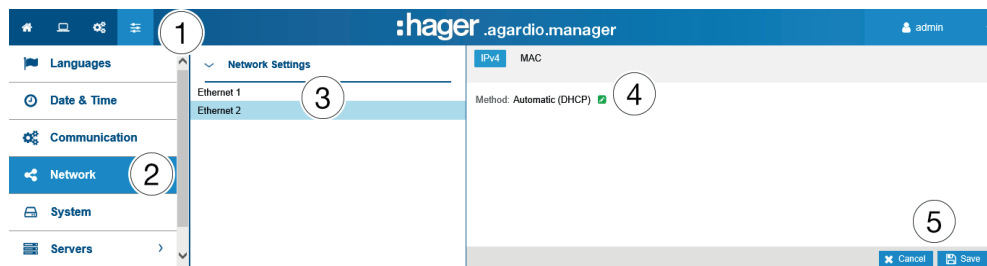 1
:hager .agardio.manager
admin
Languages
Date & Time
Communication
Network
2
System
Servers
Network Settings
Ethernet 1
3
Ethernet 2
IPv4 MAC
Method: Automatic (DHCP)
4
5
Cancel Save